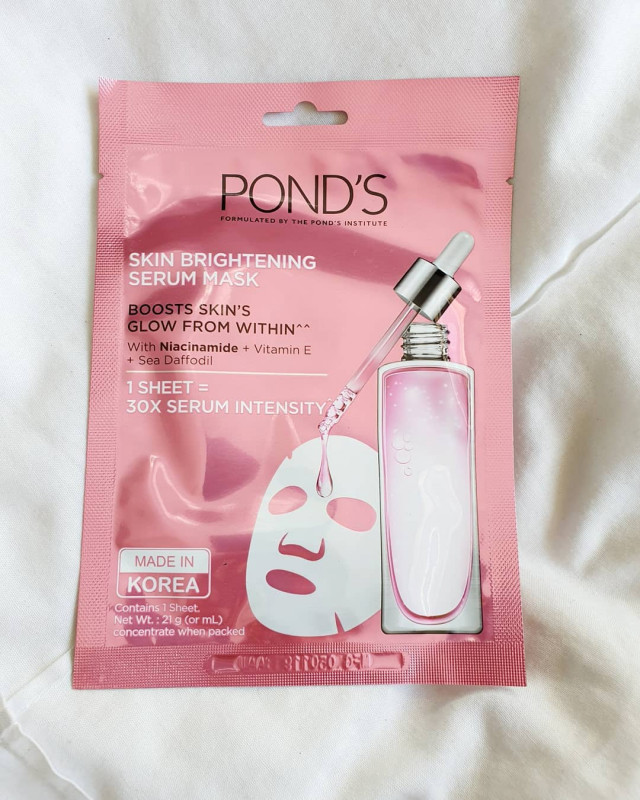 POND'S
FORMULATED BY THE POND'S INSTITUTE
SKIN BRIGHTENING
SERUM MASK
BOOSTS SKIN'S
GLOW FROM WITHIN^^
With Niacinamide + Vitamin E
+ Sea Daffodil
1 SHEET =
30X SERUM INTENSITY^
MADE IN
KOREA
Contains 1 Sheet.
Net Wt. : 21 g (or mL)
concentrate when packed